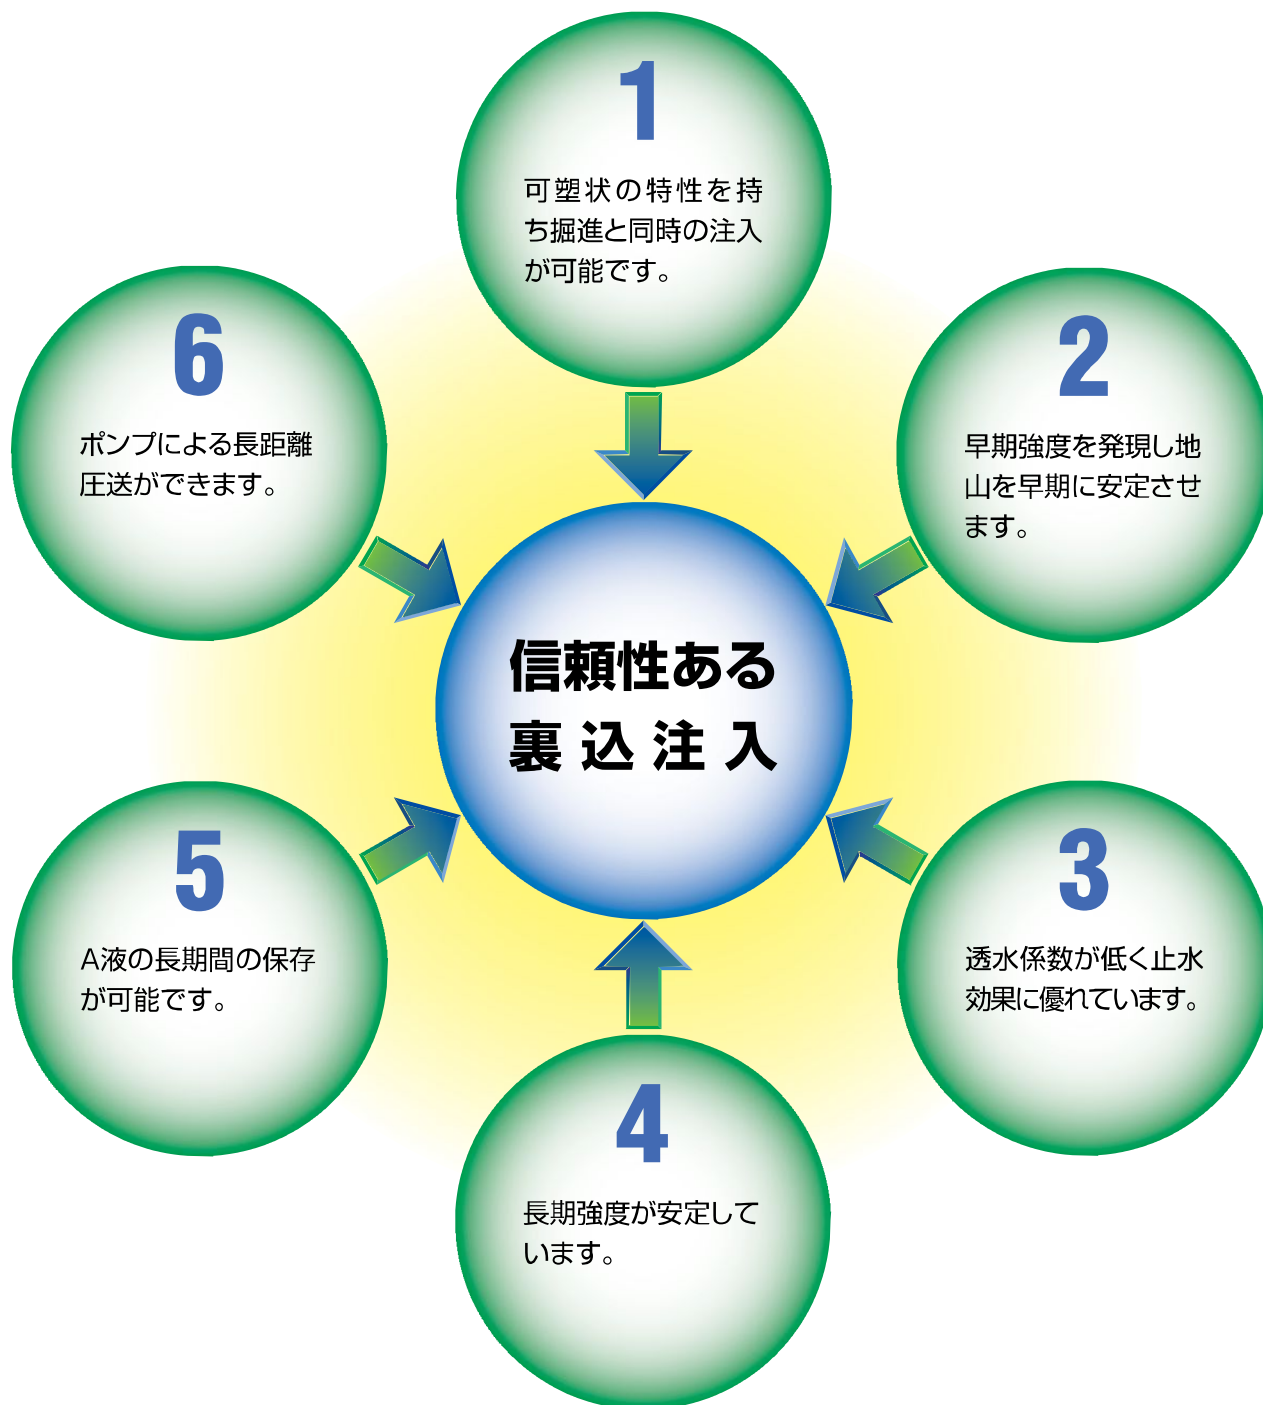 1
可塑状の特性を持
ち掘進と同時の注入
が可能です。
2
早期強度を発現し地
山を早期に安定させ
ます。
3
透水係数が低く止水
効果に優れています。
4
長期強度が安定して
います。
5
A液の長期間の保存
が可能です。
6
ポンプによる長距離
圧送ができます。
信頼性ある
裏込注入